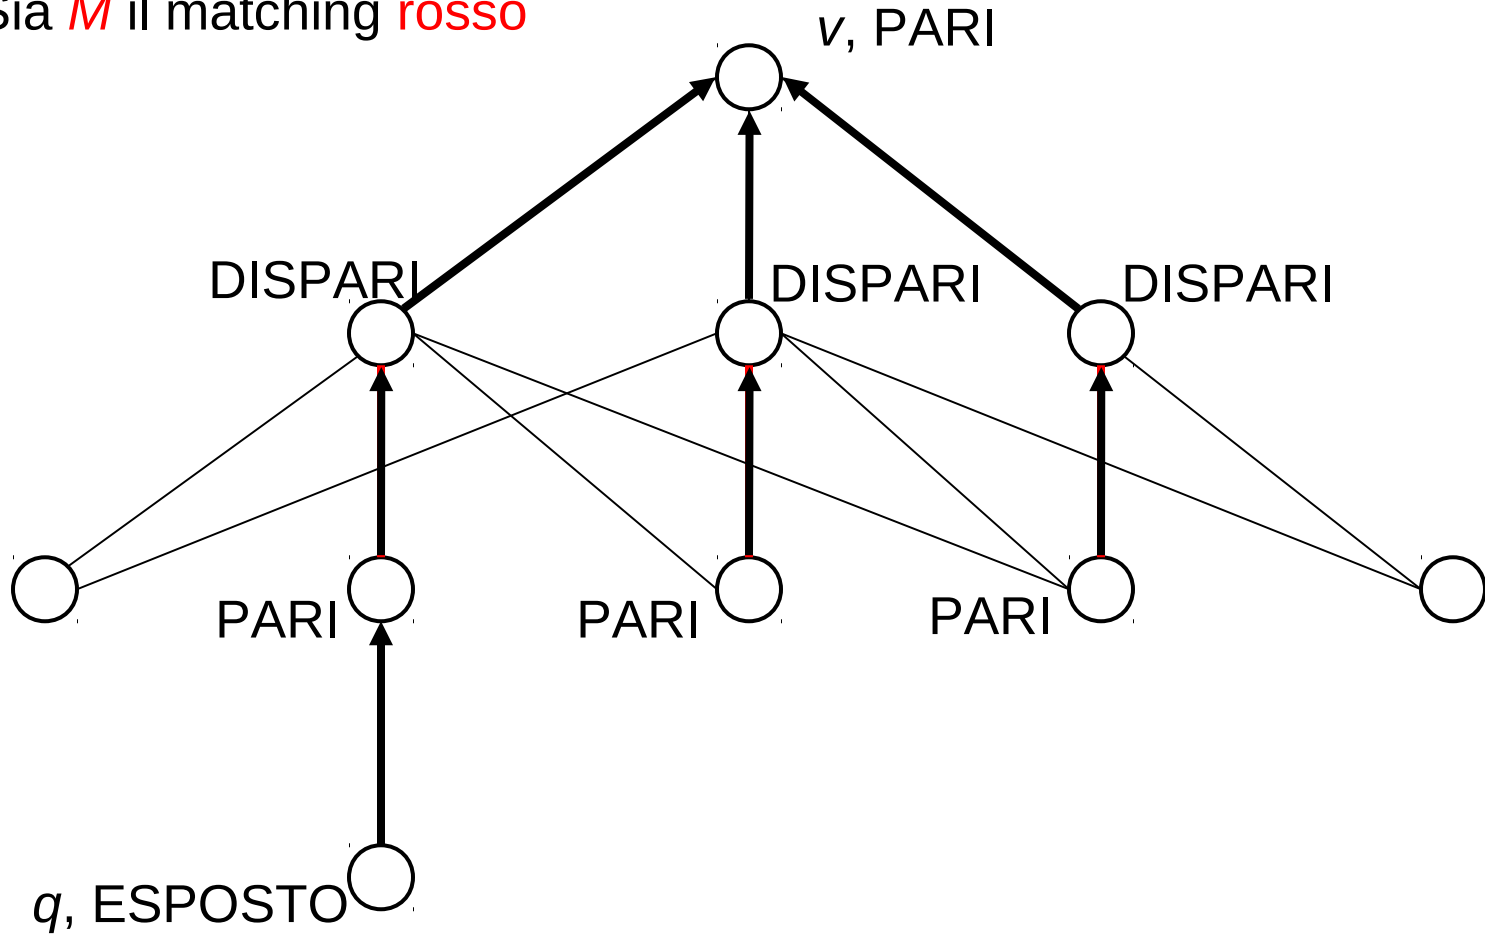 Sia M il matching rosso
v, PARI
DISPARI
DISPARI
DISPARI
PARI
PARI
PARI
q, ESPOSTO